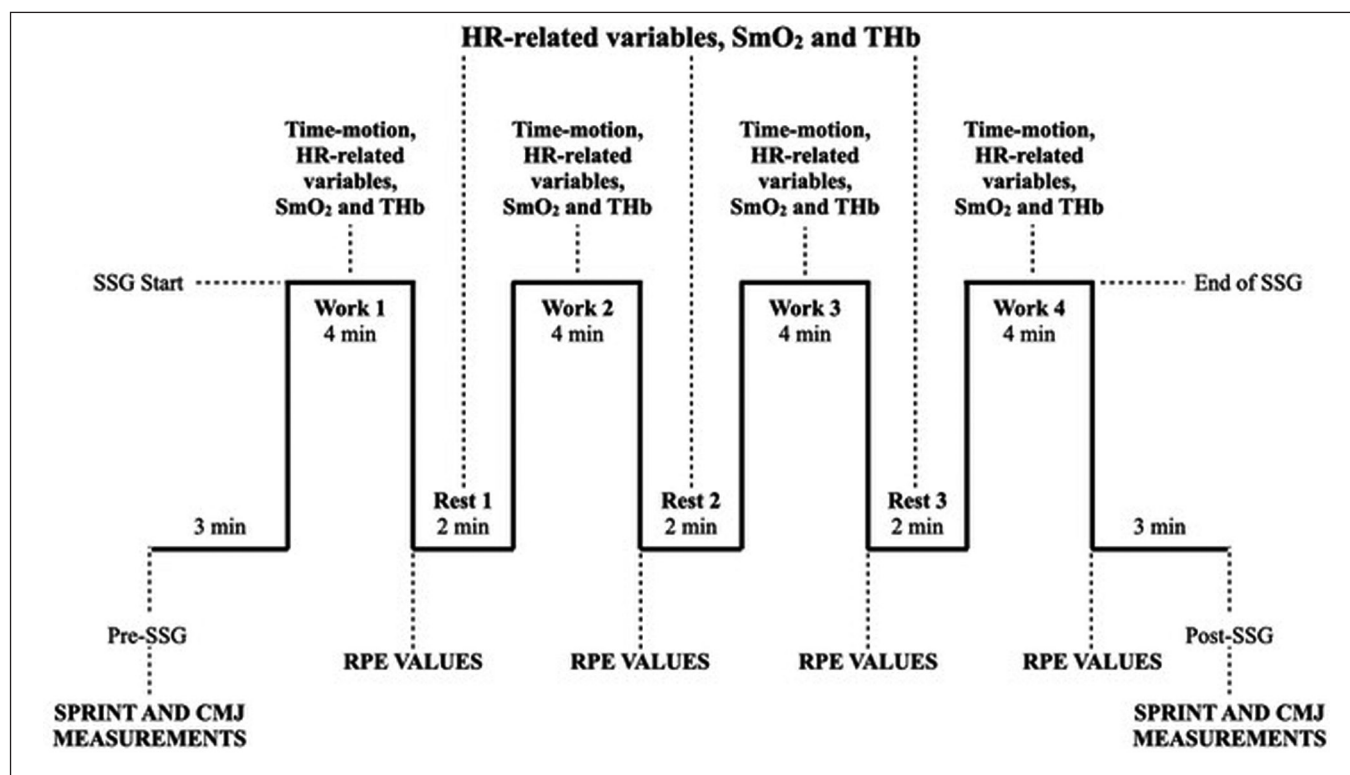 HR-related variables, SmO₂ and THb
Time-motion,
HR-related
variables,
SmO₂ and THb
Time-motion,
HR-related
variables,
SmO₂ and THb
Time-motion,
HR-related
variables,
SmO₂ and THb
Time-motion,
HR-related
variables,
SmO₂ and THb
SSG Start
Work 1
4 min
Work 2
4 min
Work 3
4 min
Work 4
4 min
End of SSG
3 min
Rest 1
2 min
Rest 2
2 min
Rest 3
2 min
3 min
Pre-SSG
RPE VALUES
RPE VALUES
RPE VALUES
RPE VALUES
Post-SSG
SPRINT AND CMJ
MEASUREMENTS
SPRINT AND CMJ
MEASUREMENTS